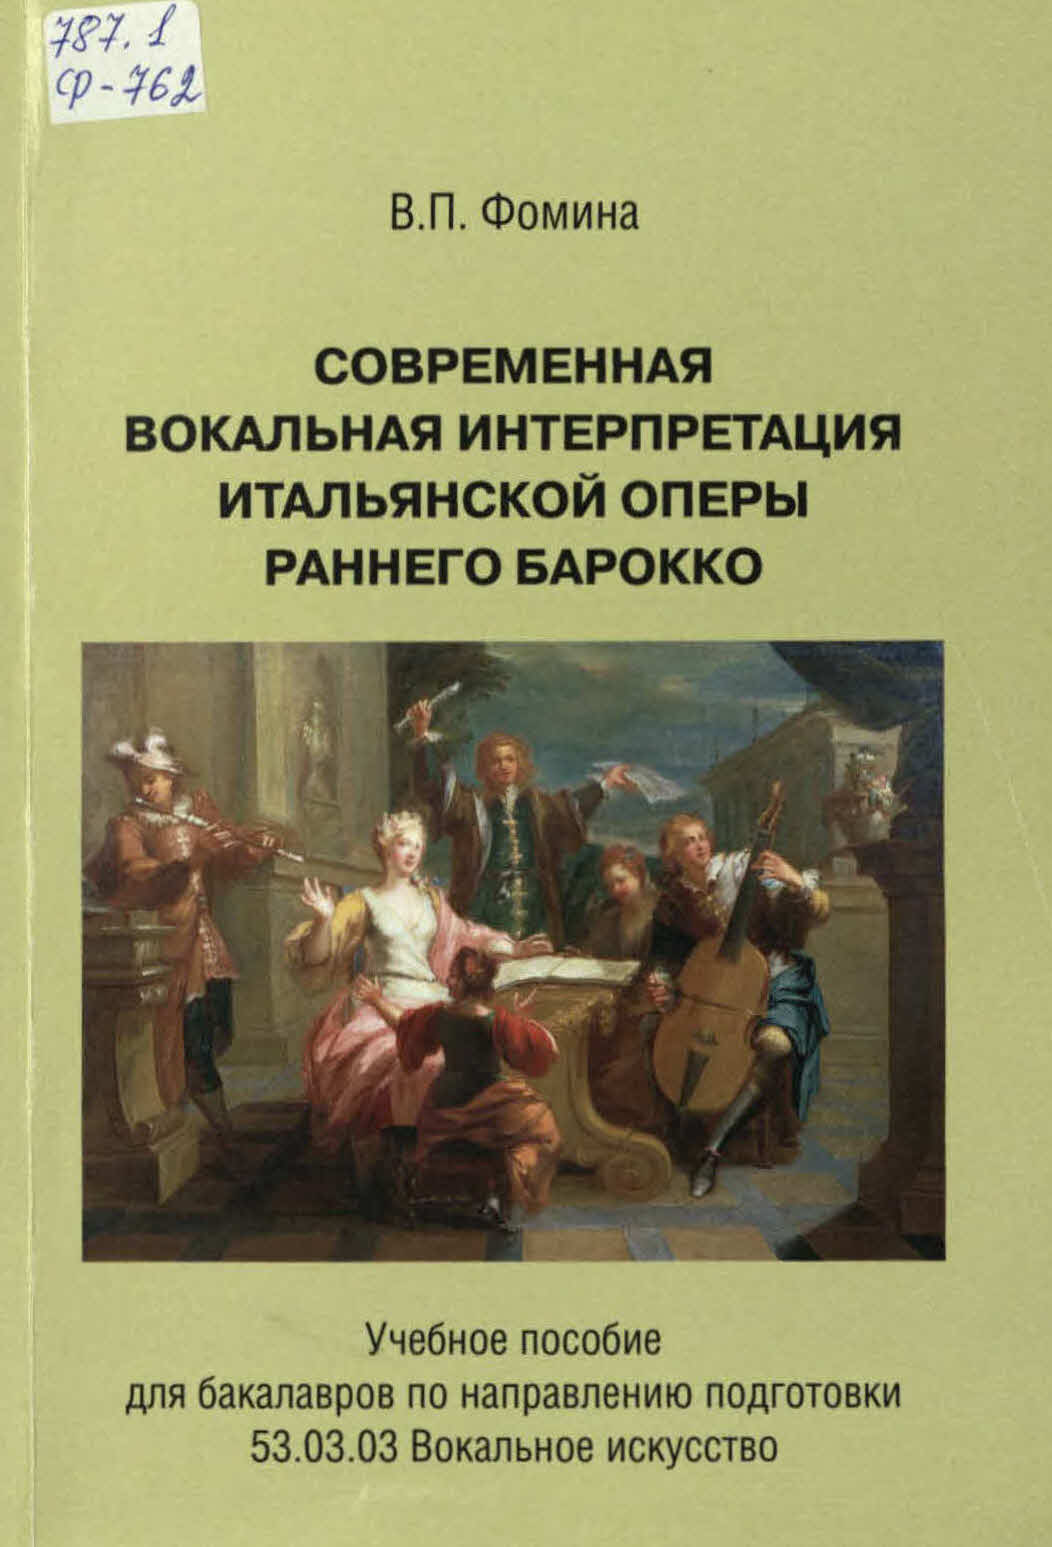 787.1
Ф-762
В.П. Фомина
СОВРЕМЕННАЯ
ВОКАЛЬНАЯ ИНТЕРПРЕТАЦИЯ
ИТАЛЬЯНСКОЙ ОПЕРЫ
РАННЕГО БАРОККО
Учебное пособие
для бакалавров по направлению подготовки
53.03.03 Вокальное искусство